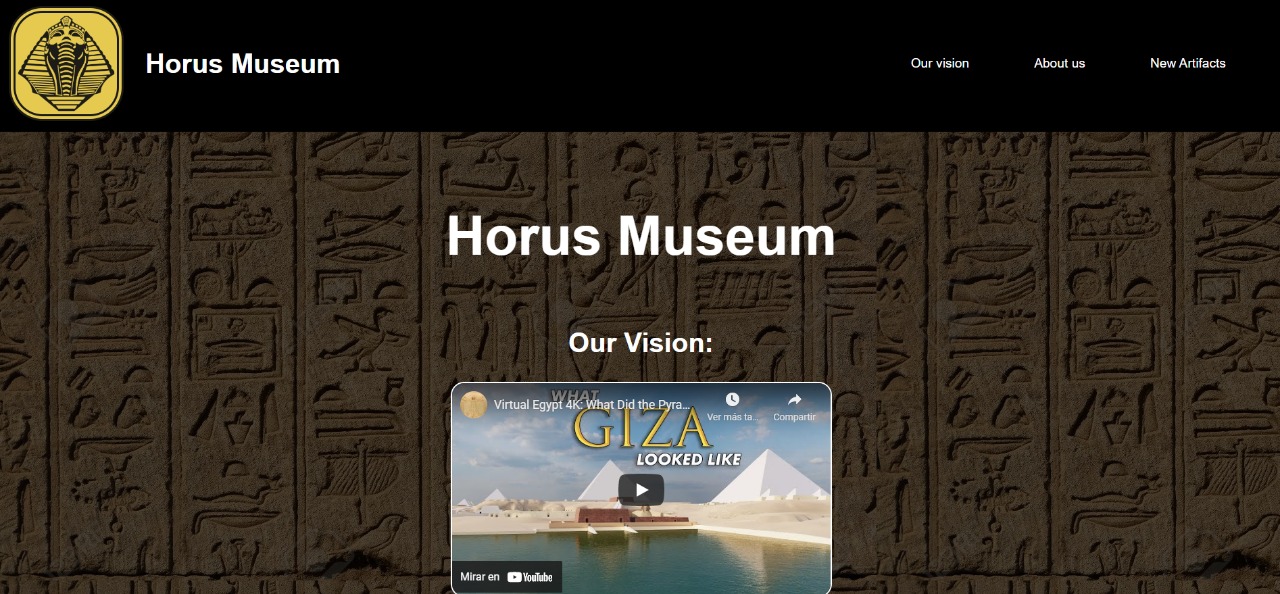 Horus Museum
Our vision
About us
New Artifacts
Horus Museum
Our Vision:
Virtual Egypt 4K: What Did the Pyra...
Ver más ta...
Compartir
WHAT
GIZA
LOOKED LIKE
Mirar en YouTube